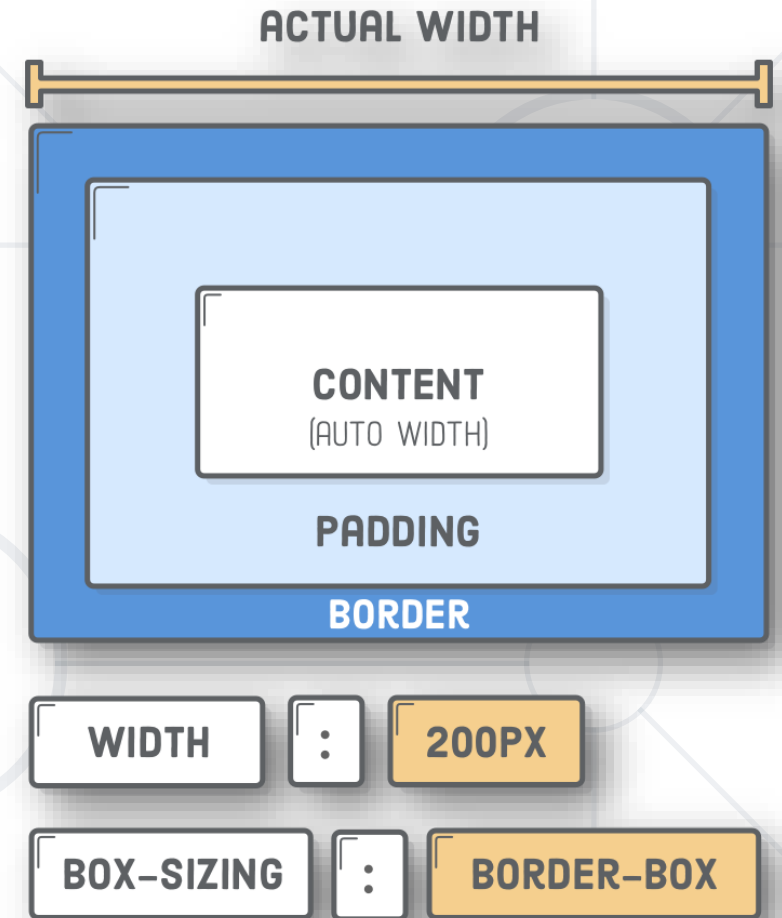 ACTUAL WIDTH
CONTENT
(AUTO WIDTH)
PADDING
BORDER
WIDTH : 200PX
BOX-SIZING : BORDER-BOX